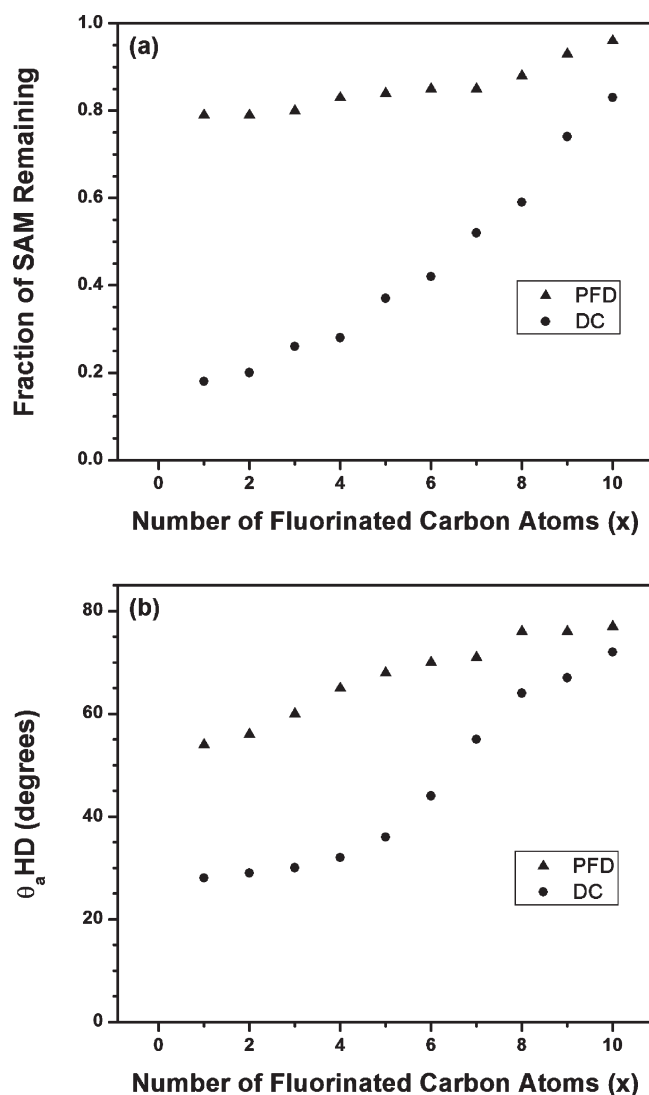 (a)
1.0
0.8
0.6
0.4
0.2
0.0
Fraction of SAM Remaining
PFD
DC
0 2 4 6 8 10
Number of Fluorinated Carbon Atoms (x)
(b)
80
60
40
20
0
θa HD (degrees)
PFD
DC
0 2 4 6 8 10
Number of Fluorinated Carbon Atoms (x)